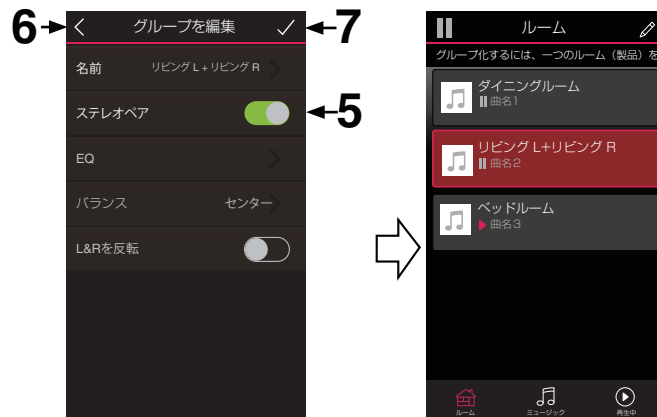 6
グループを編集
7
名前 リビング L + リビング R
ステレオペア
5
EQ
バランス センター
L&Rを反転
ルーム
グループ化するには、一つのルーム（製品）を
ダイニングルーム
曲名1
リビング L+リビング R
曲名2
ベッドルーム
曲名3
ルーム ミュージック 再生中